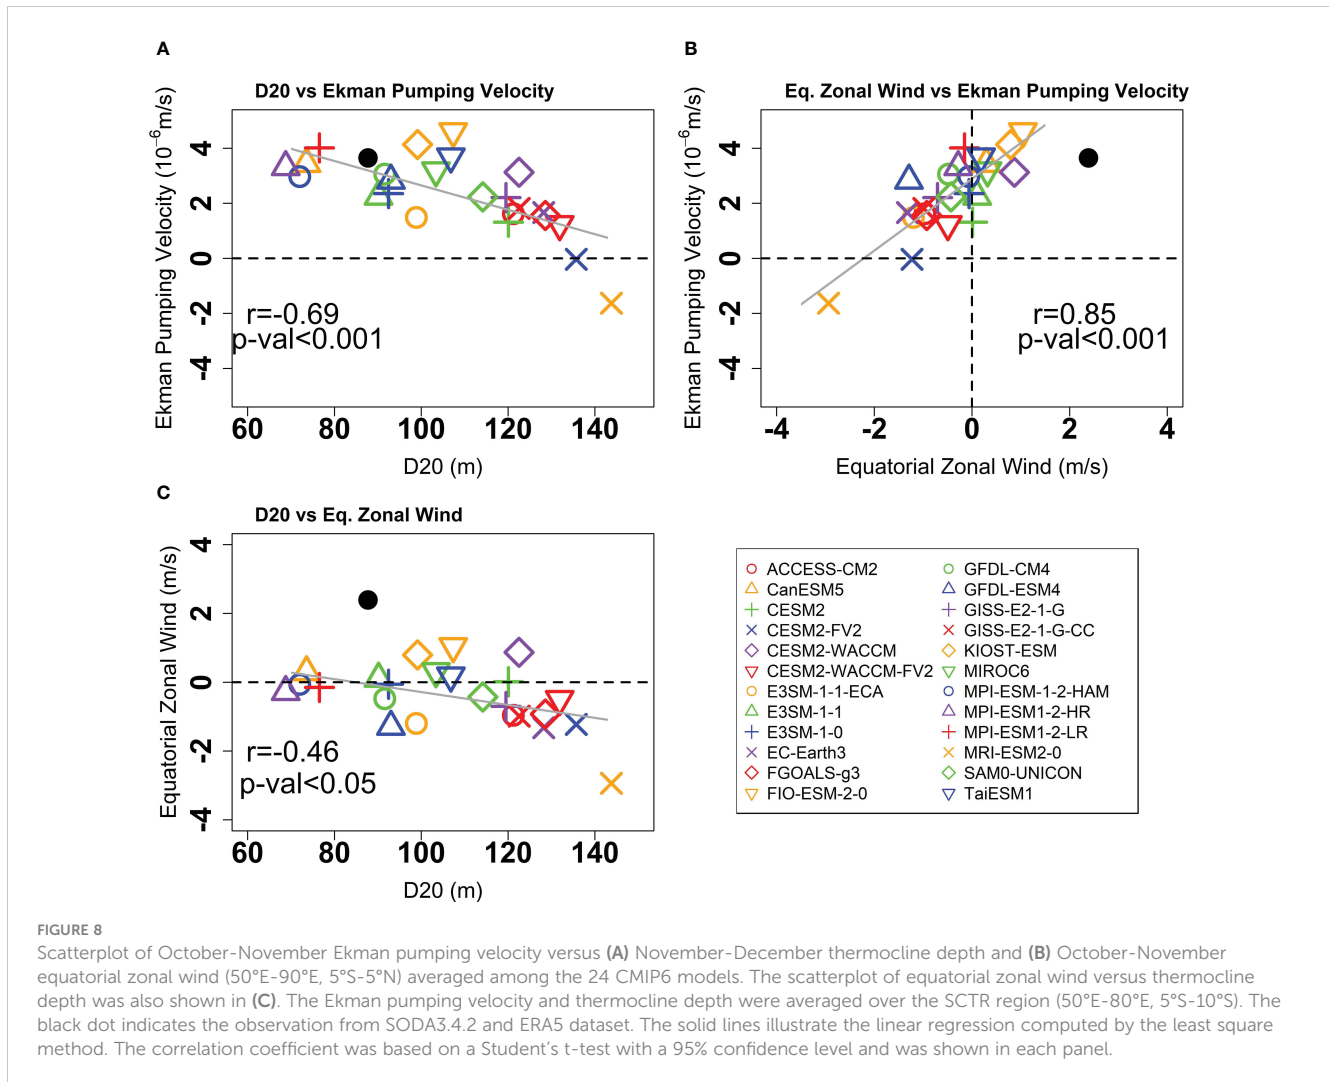 A
D20 vs Ekman Pumping Velocity
Ekman Pumping Velocity (10⁻⁶m/s)
4
2
0
-2
-4
r=-0.69
p-val<0.001
60 80 100 120 140
D20 (m)
B
Eq. Zonal Wind vs Ekman Pumping Velocity
Ekman Pumping Velocity (10⁻⁶m/s)
4
2
0
-2
-4
r=0.85
p-val<0.001
-4 -2 0 2 4
Equatorial Zonal Wind (m/s)
C
D20 vs Eq. Zonal Wind
Equatorial Zonal Wind (m/s)
4
2
0
-2
-4
r=-0.46
p-val<0.05
60 80 100 120 140
D20 (m)
ACCESS-CM2
CanESM5
CESM2
CESM2-FV2
CESM2-WACCM
CESM2-WACCM-FV2
E3SM-1-1-ECA
E3SM-1-1
E3SM-1-0
EC-Earth3
FGOALS-g3
FIO-ESM-2-0
GFDL-CM4
GFDL-ESM4
GISS-E2-1-G
GISS-E2-1-G-CC
KIOST-ESM
MIROC6
MPI-ESM-1-2-HAM
MPI-ESM1-2-HR
MPI-ESM1-2-LR
MRI-ESM2-0
SAM0-UNICON
TaiESM1
FIGURE 8
Scatterplot of October-November Ekman pumping velocity versus (A) November-December thermocline depth and (B) October-November
equatorial zonal wind (50°E-90°E, 5°S-5°N) averaged among the 24 CMIP6 models. The scatterplot of equatorial zonal wind versus thermocline
depth was also shown in (C). The Ekman pumping velocity and thermocline depth were averaged over the SCTR region (50°E-80°E, 5°S-10°S). The
black dot indicates the observation from SODA3.4.2 and ERA5 dataset. The solid lines illustrate the linear regression computed by the least square
method. The correlation coefficient was based on a Student's t-test with a 95% confidence level and was shown in each panel.